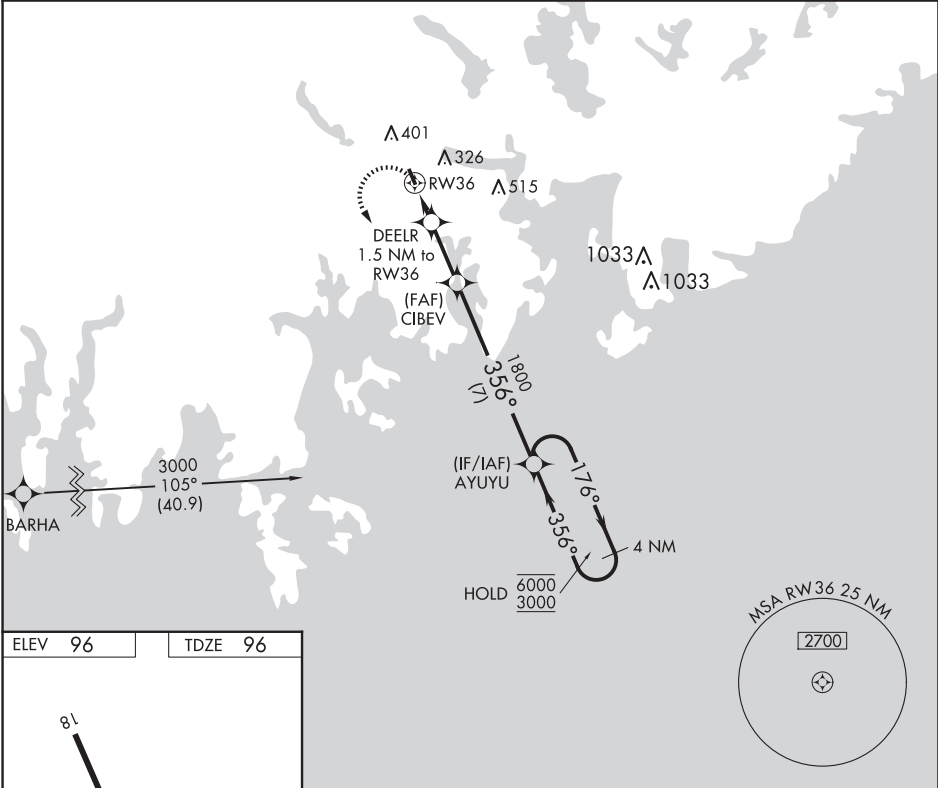 401
326
RW36
515
DEELR
1.5 NM to
RW36
1033
1033
(FAF)
CIBEV
1800
356°
(7)
(IF/IAF)
AYUYU
176°
356°
4 NM
HOLD
6000
3000
3000
105°
(40.9)
BARHA
MSA RW36 25 NM
2700
ELEV 96
TDZE 96
18